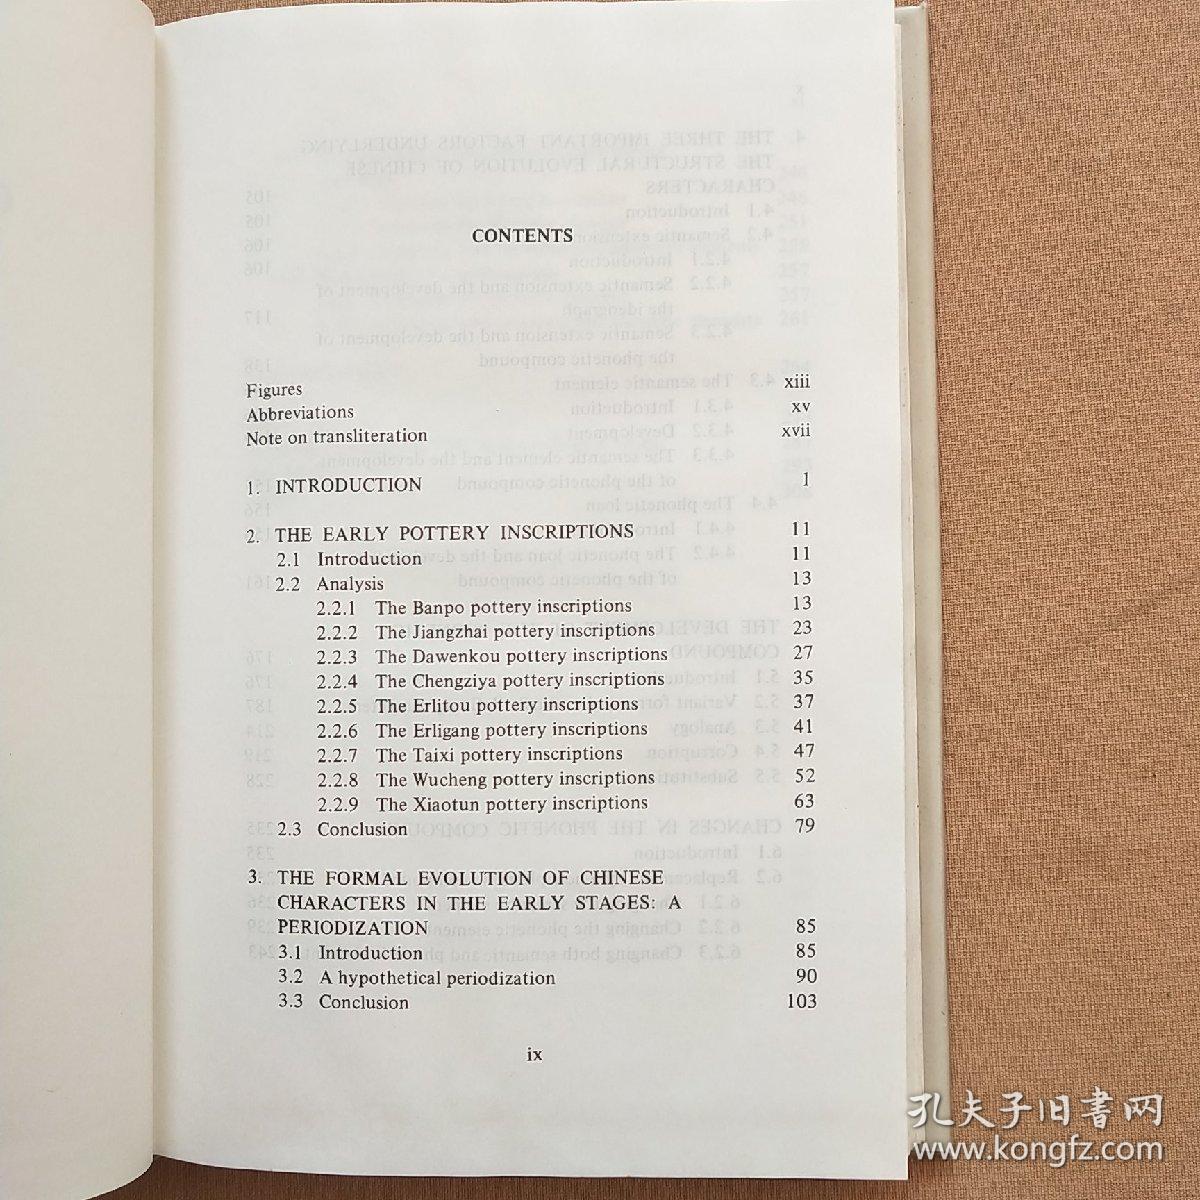 CONTENTS
Figures xiii
Abbreviations xv
Note on transliteration xvii
1. INTRODUCTION 1
2. THE EARLY POTTERY INSCRIPTIONS 11
2.1 Introduction 11
2.2 Analysis 13
2.2.1 The Banpo pottery inscriptions 13
2.2.2 The Jiangzhai pottery inscriptions 23
2.2.3 The Dawenkou pottery inscriptions 27
2.2.4 The Chengziya pottery inscriptions 35
2.2.5 The Erlitou pottery inscriptions 37
2.2.6 The Erligang pottery inscriptions 41
2.2.7 The Taixi pottery inscriptions 47
2.2.8 The Wucheng pottery inscriptions 52
2.2.9 The Xiaotun pottery inscriptions 63
2.3 Conclusion 79
3. THE FORMAL EVOLUTION OF CHINESE
CHARACTERS IN THE EARLY STAGES: A
PERIODIZATION 85
3.1 Introduction 85
3.2 A hypothetical periodization 90
3.3 Conclusion 103
ix
孔夫子旧书网
www.kongfz.com